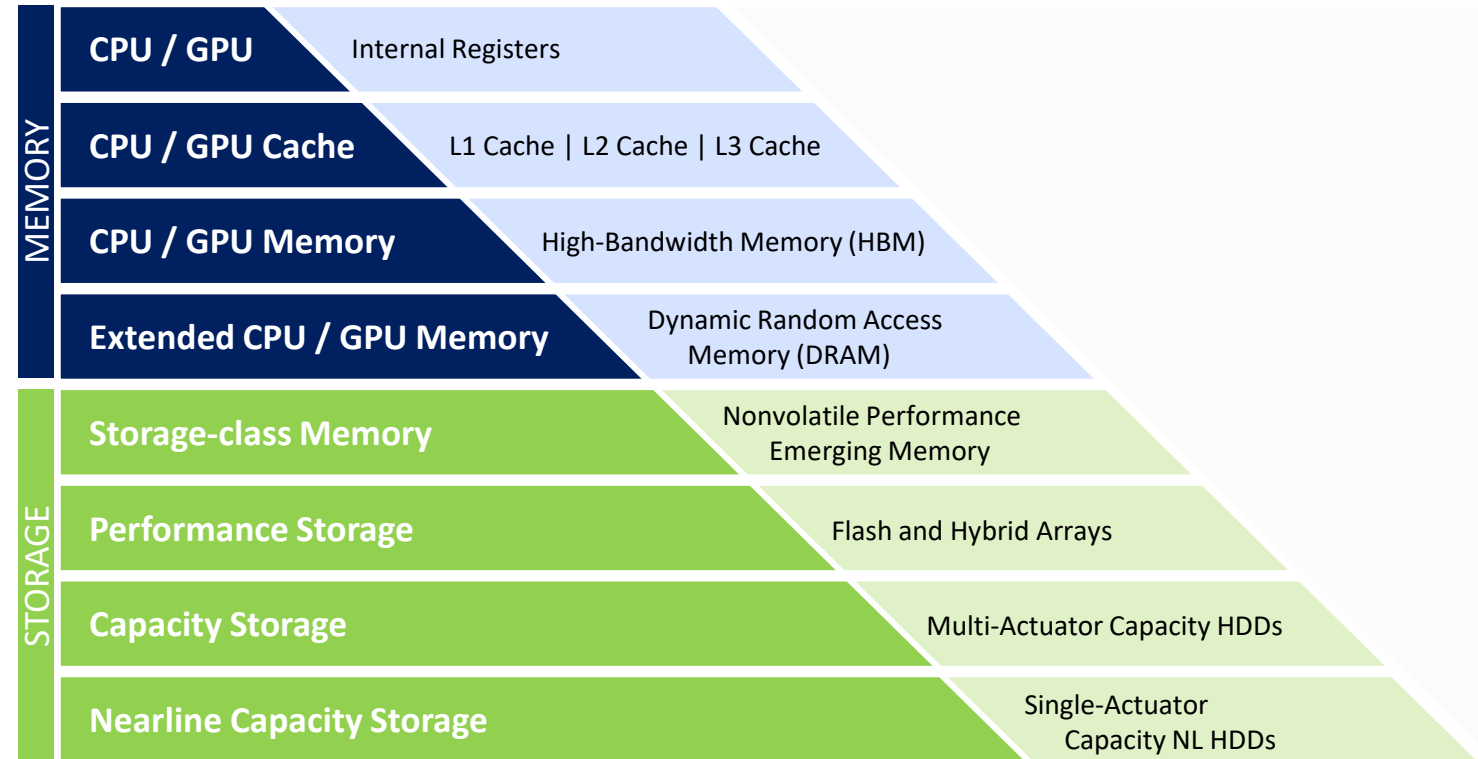 MEMORY
CPU / GPU
Internal Registers
CPU / GPU Cache
L1 Cache | L2 Cache | L3 Cache
CPU / GPU Memory
High-Bandwidth Memory (HBM)
Extended CPU / GPU Memory
Dynamic Random Access
Memory (DRAM)
STORAGE
Storage-class Memory
Nonvolatile Performance
Emerging Memory
Performance Storage
Flash and Hybrid Arrays
Capacity Storage
Multi-Actuator Capacity HDDs
Nearline Capacity Storage
Single-Actuator
Capacity NL HDDs